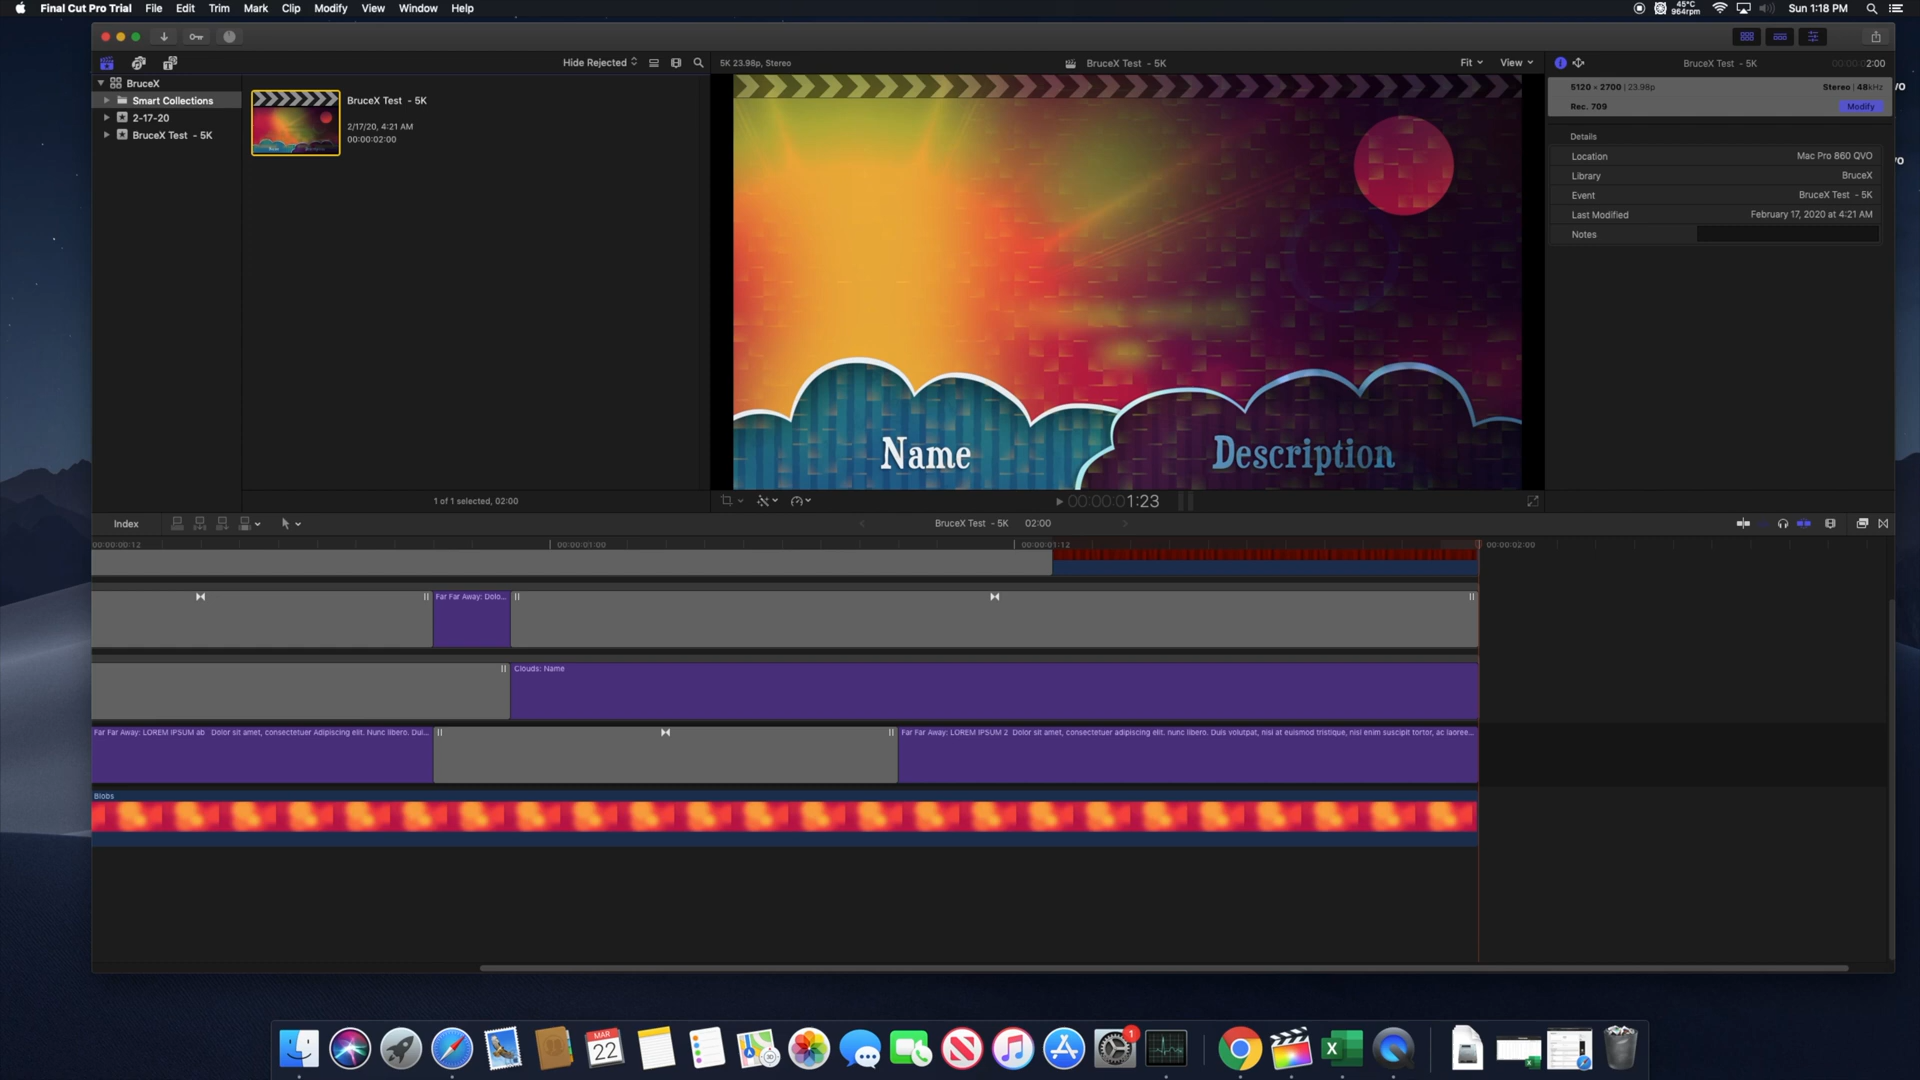 Final Cut Pro Trial File Edit Trim Mark Clip Modify View Window Help
45°C
964rpm
Sun 1:18 PM
Hide Rejected
5K 23.98p, Stereo
BruceX Test - 5K
Fit
View
BruceX Test - 5K
2:00
BruceX
Smart Collections
2-17-20
BruceX Test - 5K
BruceX Test - 5K
2/17/20, 4:21 AM
00:00:02:00
1 of 1 selected, 02:00
Name
Description
00:00:01:23
5120 × 2700 | 23.98p
Stereo | 48kHz
Rec. 709
Modify
Details
Location
Mac Pro 860 QVO
Library
BruceX
Event
BruceX Test - 5K
Last Modified
February 17, 2020 at 4:21 AM
Notes
VO
VO
Index
BruceX Test - 5K
02:00
00:00:00:12
00:00:01:00
00:00:01:12
00:00:02:00
Far Far Away: Dolo...
Clouds: Name
Far Far Away: LOREM IPSUM ab Dolor sit amet, consectetuer Adipiscing elit. Nunc libero. Dui...
Far Far Away: LOREM IPSUM 2 Dolor sit amet, consectetuer adipiscing elit. nunc libero. Duis volutpat, nisl at euismod tristique, nisl enim suscipit tortor, ac laoree...
Blobs
MAR
22
1